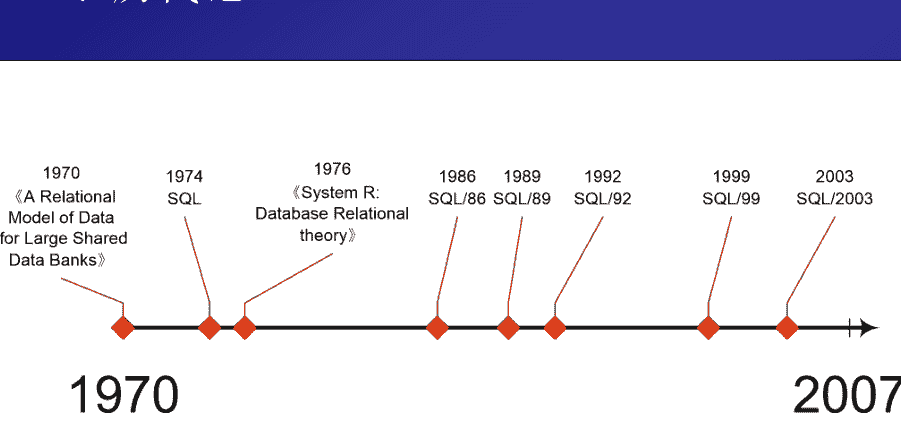 1970
《A Relational
Model of Data
for Large Shared
Data Banks》
1974
SQL
1976
《System R:
Database Relational
theory》
1986
SQL/86
1989
SQL/89
1992
SQL/92
1999
SQL/99
2003
SQL/2003
1970
2007